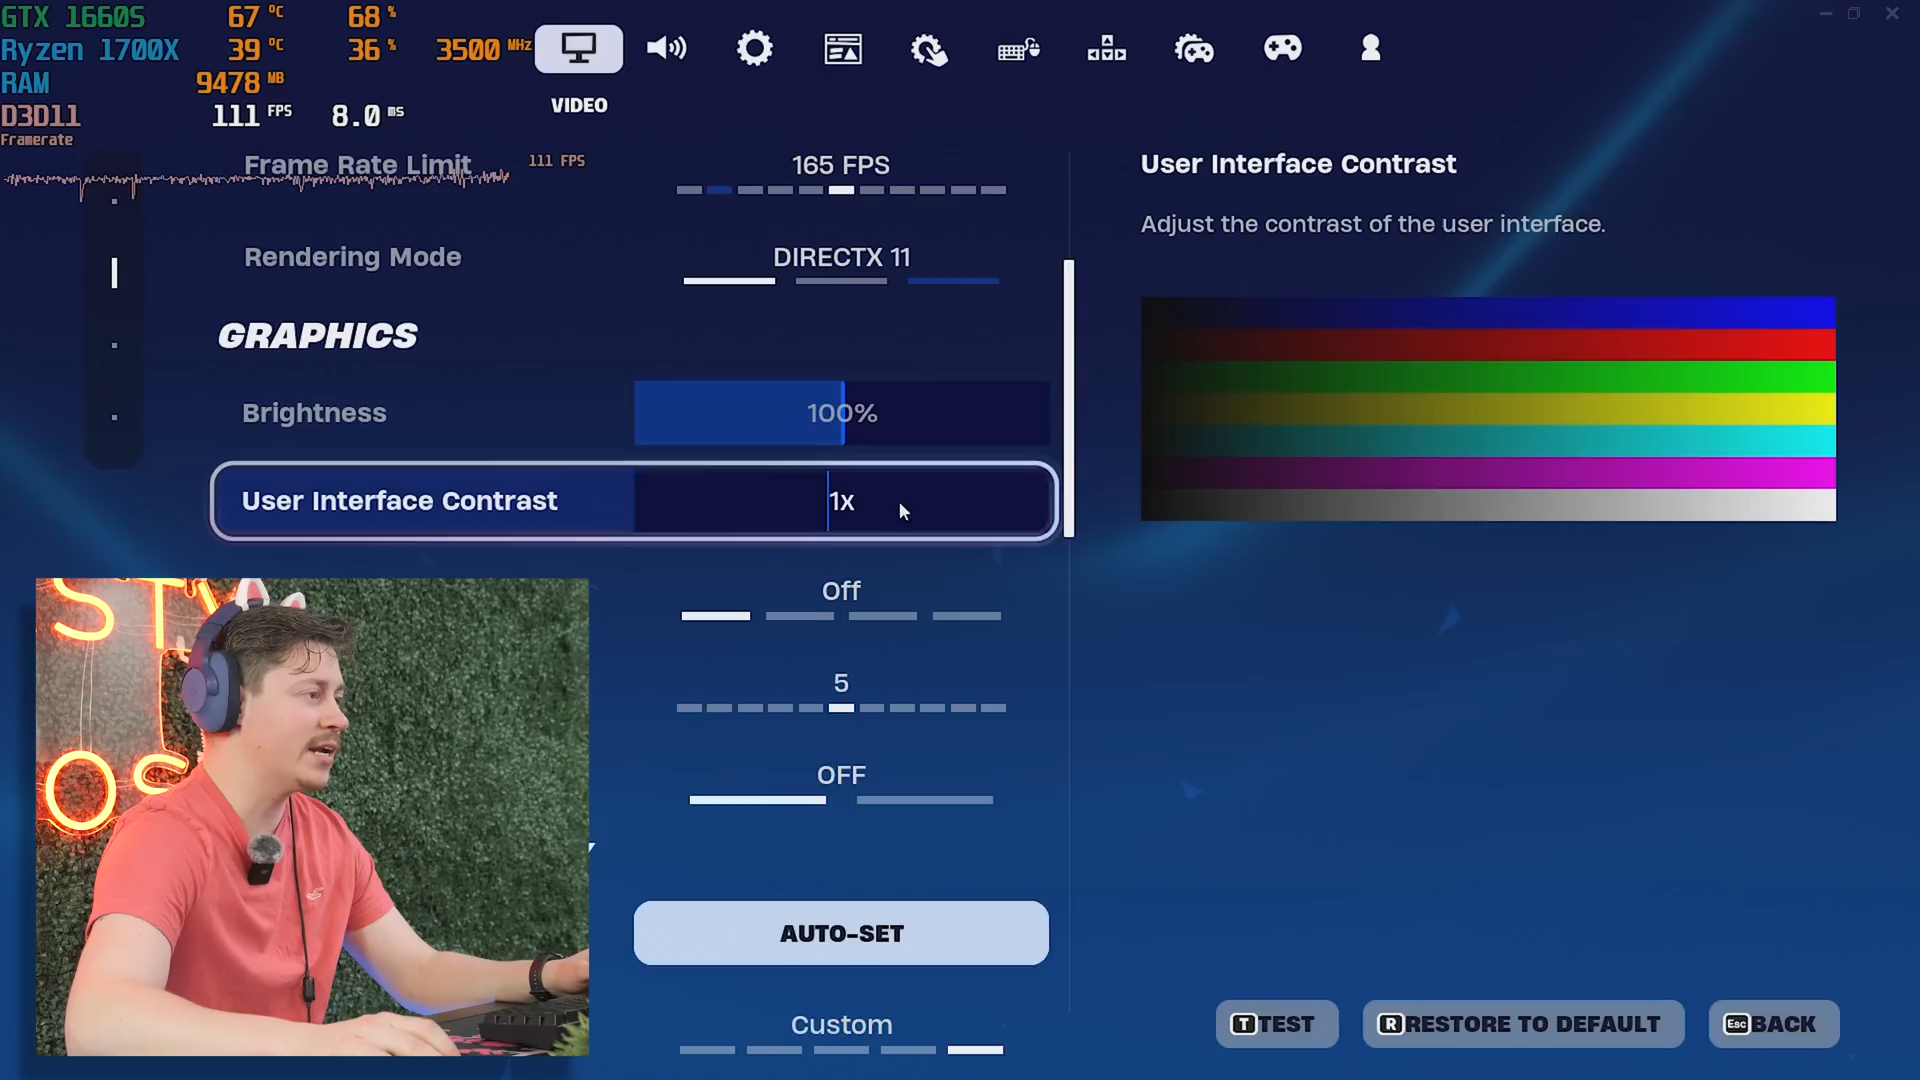 GTX 1660S 67 °C 68 %
Ryzen 1700X 39 °C 36 % 3500 MHz
RAM 9478 MB
D3D11 111 FPS 8.0 ms
Framerate
111 FPS
VIDEO
Frame Rate Limit 165 FPS
Rendering Mode DIRECTX 11
GRAPHICS
Brightness 100%
User Interface Contrast 1x
Off
5
OFF
AUTO-SET
Custom
User Interface Contrast
Adjust the contrast of the user interface.
T TEST
R RESTORE TO DEFAULT
Esc BACK